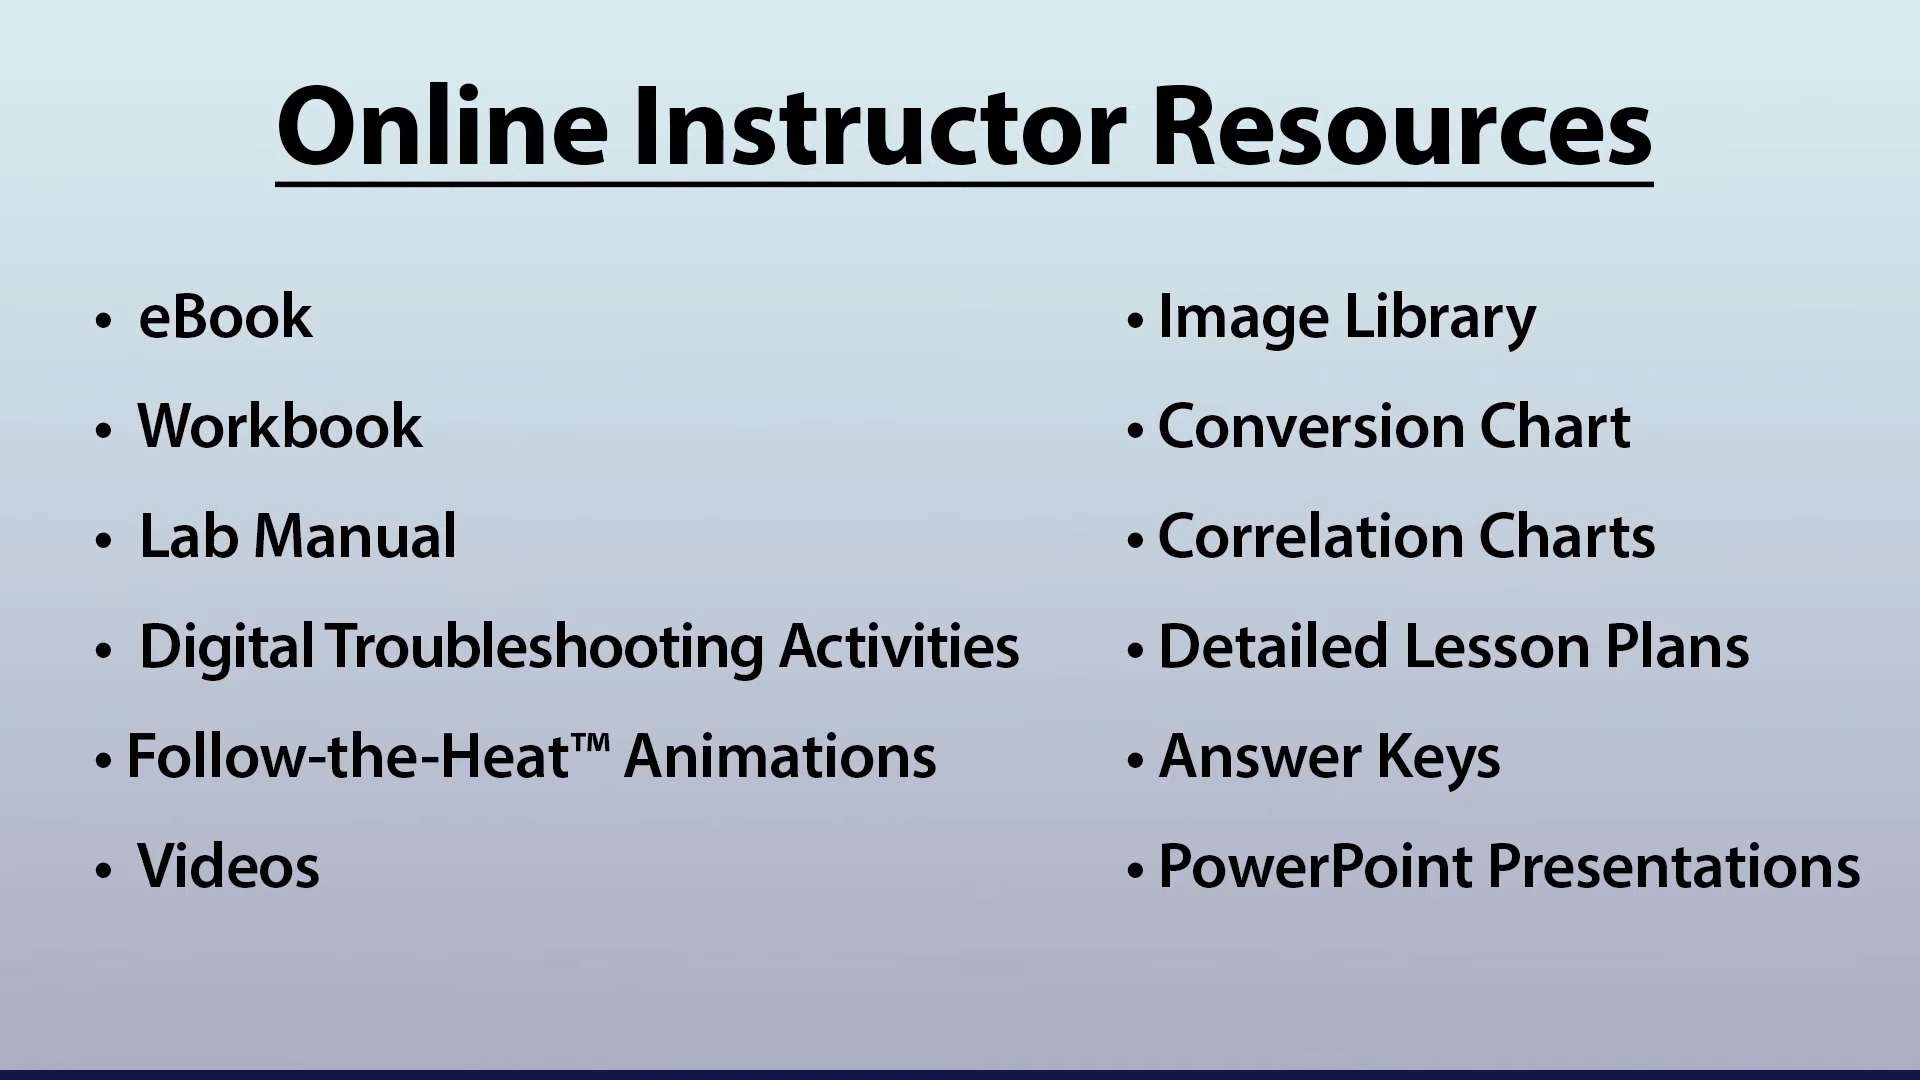 Online Instructor Resources
• eBook
• Workbook
• Lab Manual
• Digital Troubleshooting Activities
• Follow-the-Heat™ Animations
• Videos
• Image Library
• Conversion Chart
• Correlation Charts
• Detailed Lesson Plans
• Answer Keys
• PowerPoint Presentations